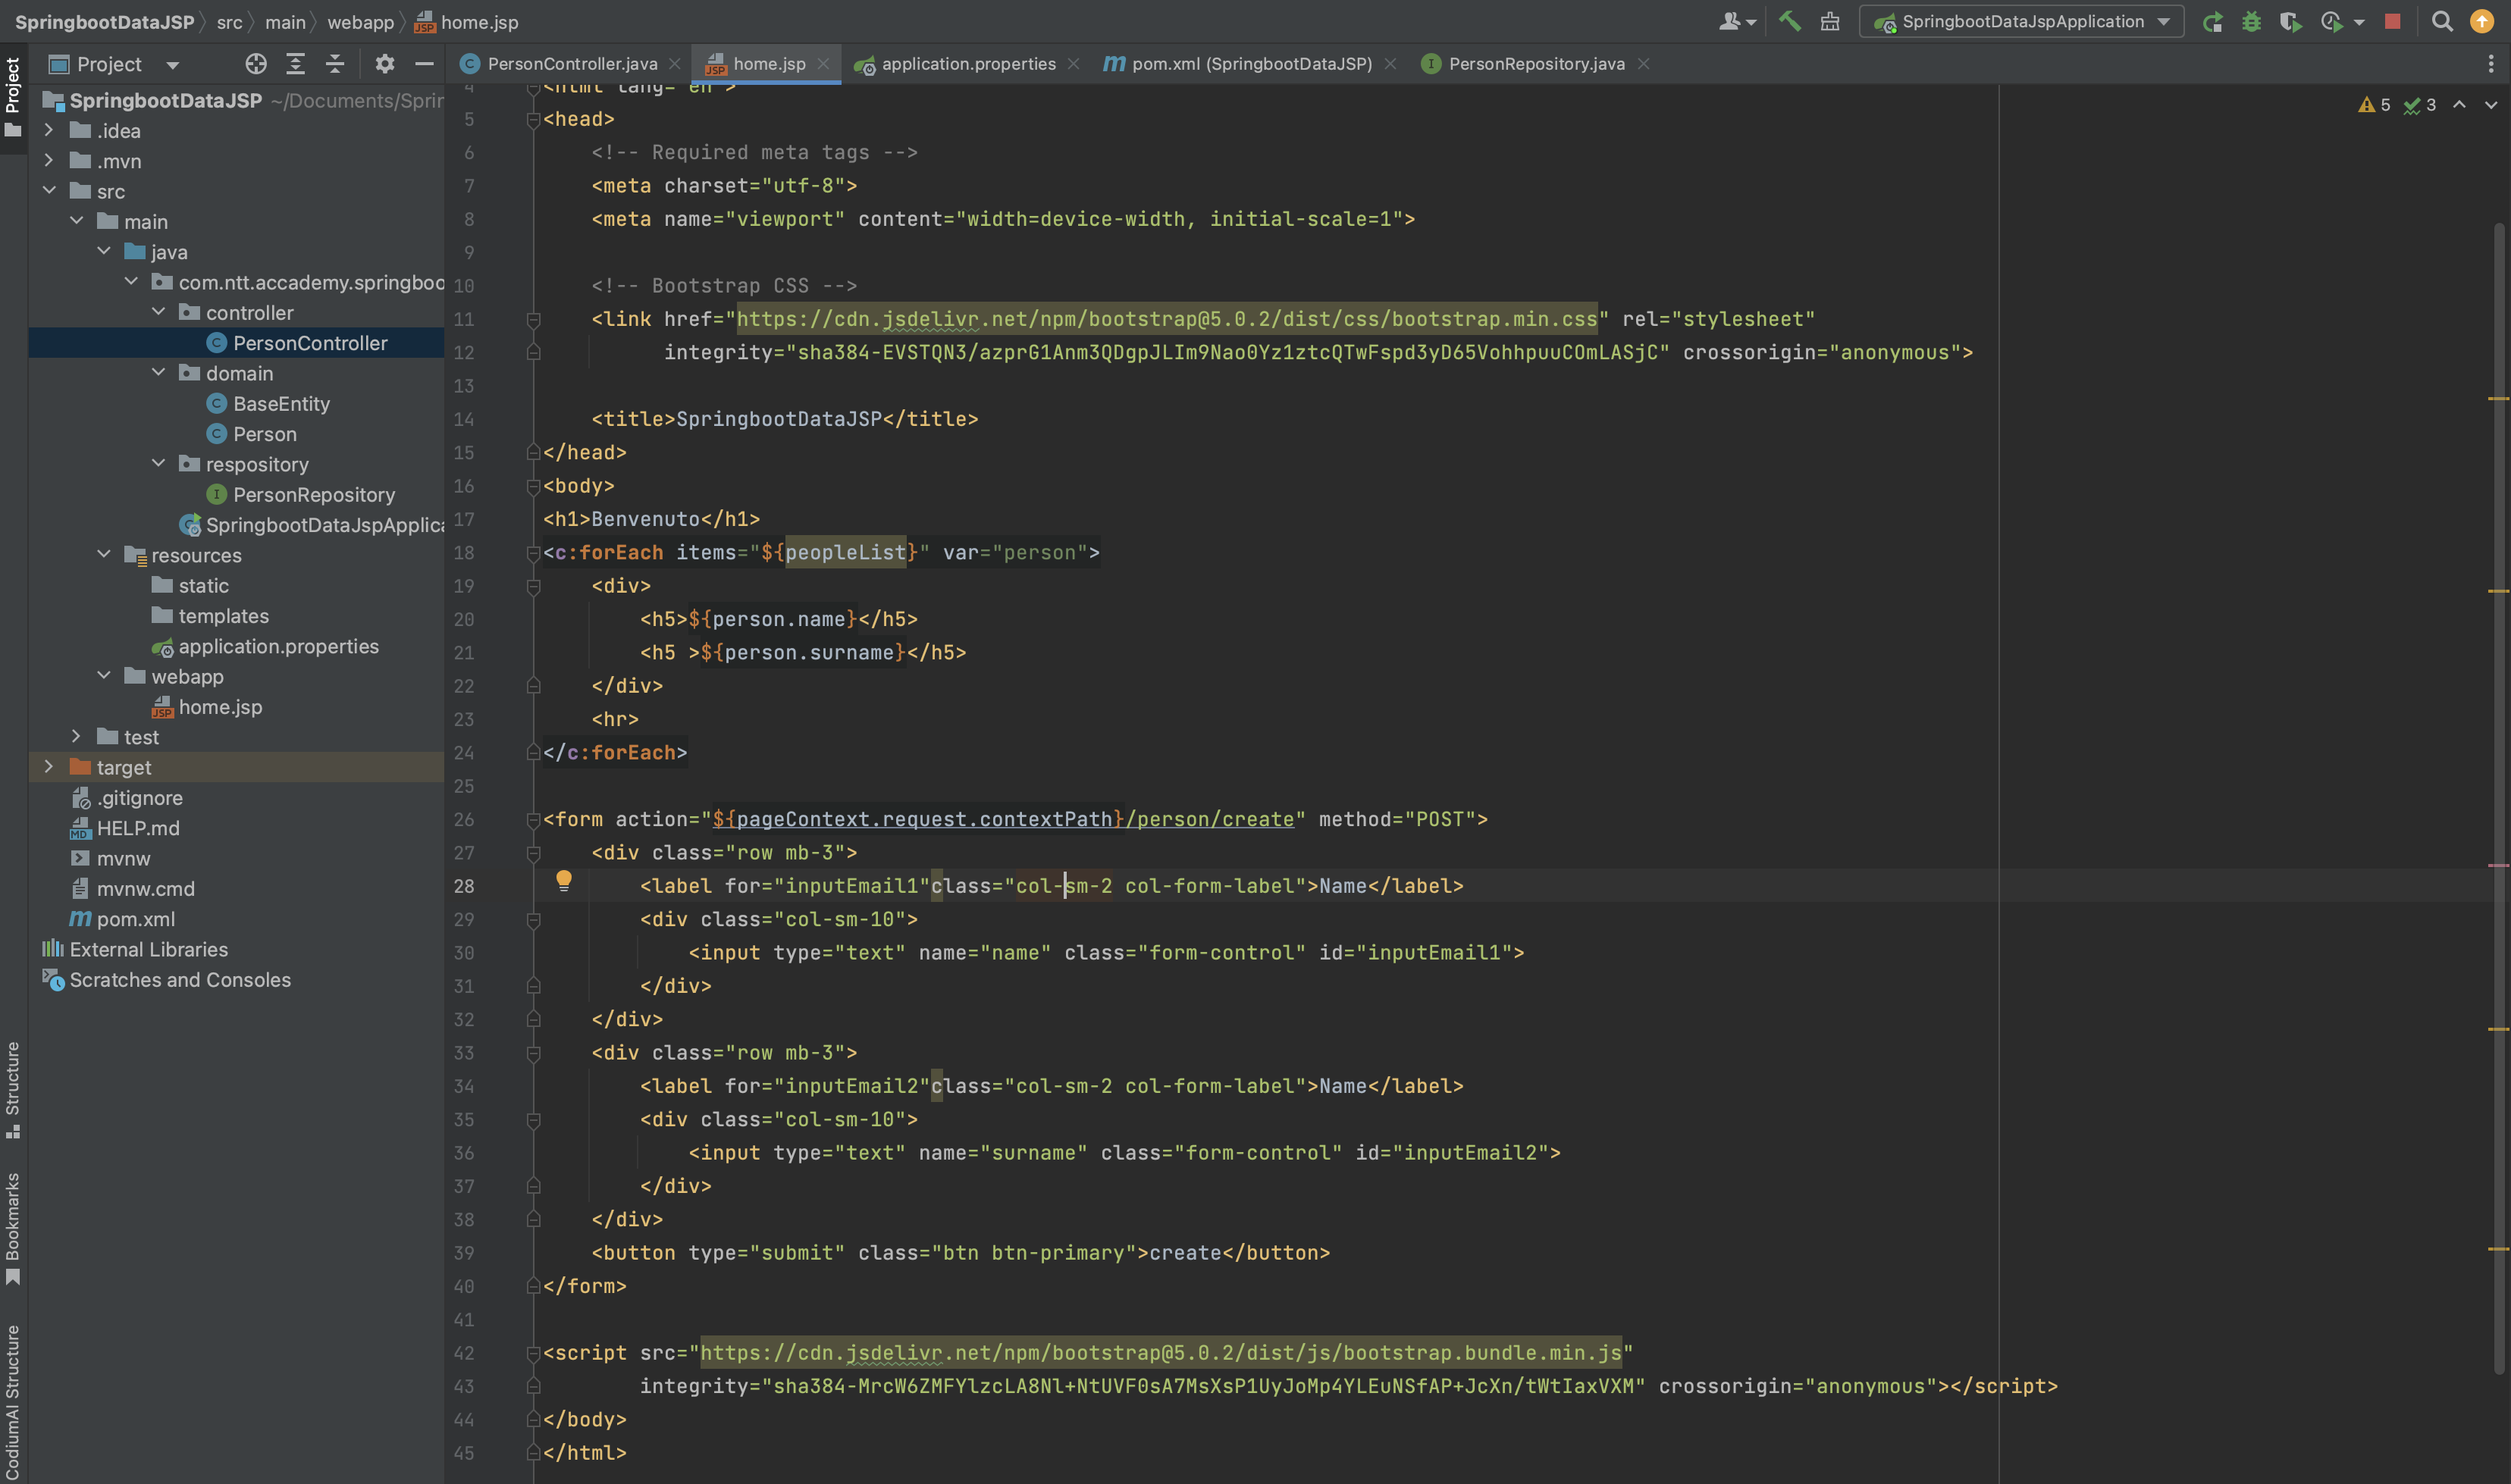 SpringbootDataJSP
src
main
webapp
home.jsp
SpringbootDataJspApplication
Project
PersonController.java
home.jsp
application.properties
pom.xml (SpringbootDataJSP)
PersonRepository.java
Project
SpringbootDataJSP ~/Documents/Sprin
.idea
.mvn
src
main
java
com.ntt.accademy.springboo
controller
PersonController
domain
BaseEntity
Person
respository
PersonRepository
SpringbootDataJspApplica
resources
static
templates
application.properties
webapp
home.jsp
test
target
.gitignore
HELP.md
mvnw
mvnw.cmd
pom.xml
External Libraries
Scratches and Consoles
Structure
Bookmarks
CodiumAI Structure
5 3
4 <html lang="en">
5 <head>
6 <!-- Required meta tags -->
7 <meta charset="utf-8">
8 <meta name="viewport" content="width=device-width, initial-scale=1">
9
10 <!-- Bootstrap CSS -->
11 <link href="https://cdn.jsdelivr.net/npm/bootstrap@5.0.2/dist/css/bootstrap.min.css" rel="stylesheet"
12 integrity="sha384-EVSTQN3/azprG1Anm3QDgpJLIm9Nao0Yz1ztcQTwFspd3yD65VohhpuuCOmLASjC" crossorigin="anonymous">
13
14 <title>SpringbootDataJSP</title>
15 </head>
16 <body>
17 <h1>Benvenuto</h1>
18 <c:forEach items="${peopleList}" var="person">
19 <div>
20 <h5>${person.name}</h5>
21 <h5 >${person.surname}</h5>
22 </div>
23 <hr>
24 </c:forEach>
25
26 <form action="${pageContext.request.contextPath}/person/create" method="POST">
27 <div class="row mb-3">
28 <label for="inputEmail1"class="col-sm-2 col-form-label">Name</label>
29 <div class="col-sm-10">
30 <input type="text" name="name" class="form-control" id="inputEmail1">
31 </div>
32 </div>
33 <div class="row mb-3">
34 <label for="inputEmail2"class="col-sm-2 col-form-label">Name</label>
35 <div class="col-sm-10">
36 <input type="text" name="surname" class="form-control" id="inputEmail2">
37 </div>
38 </div>
39 <button type="submit" class="btn btn-primary">create</button>
40 </form>
41
42 <script src="https://cdn.jsdelivr.net/npm/bootstrap@5.0.2/dist/js/bootstrap.bundle.min.js"
43 integrity="sha384-MrcW6ZMFYlzcLA8Nl+NtUVF0sA7MsXsP1UyJoMp4YLEuNSfAP+JcXn/tWtIaxVXM" crossorigin="anonymous"></script>
44 </body>
45 </html>